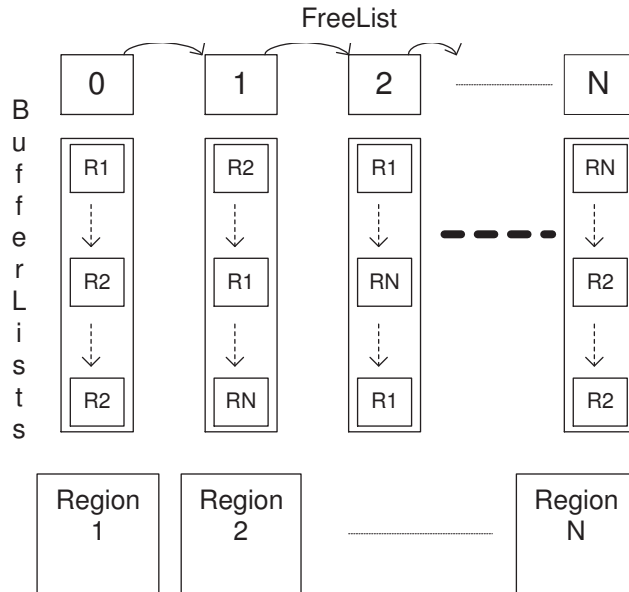 FreeList
0 1 2 N
BufferLists
R1 R2 R1 RN
R2 R1 RN R2
R2 RN R1 R2
Region Region Region
1 2 N